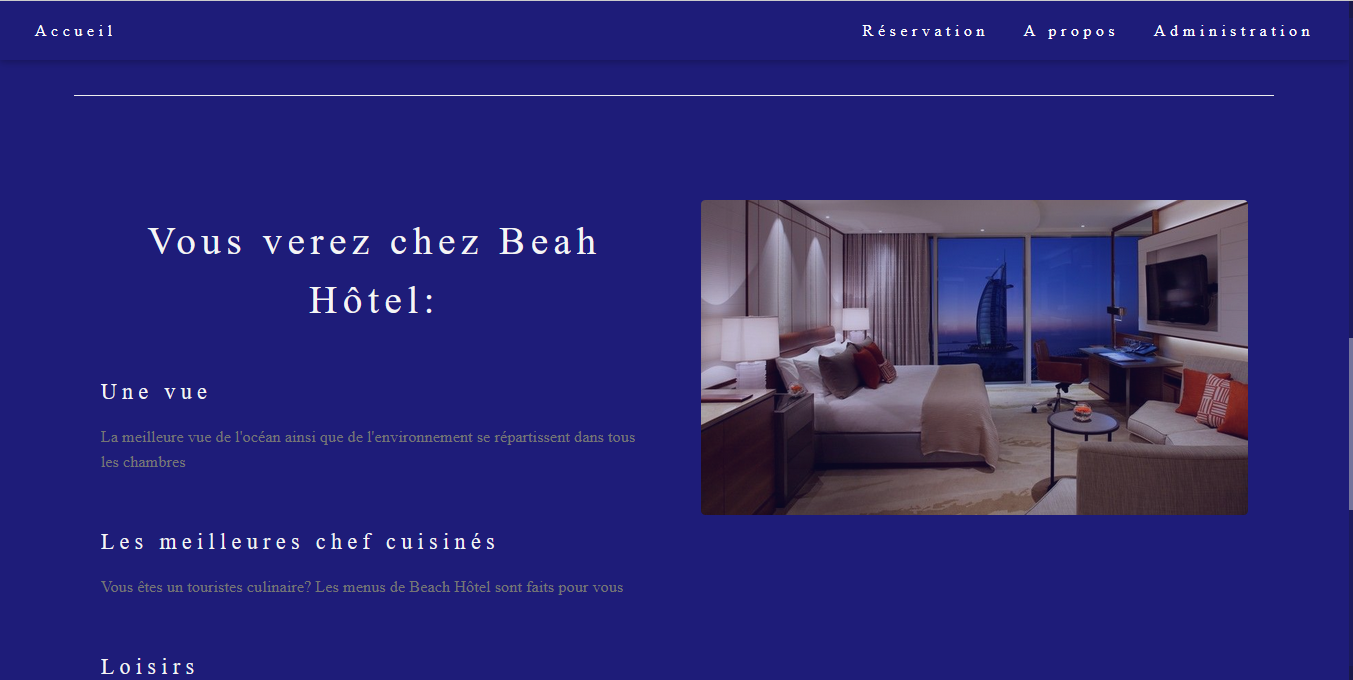 Accueil
Réservation
A propos
Administration
Vous verez chez Beah
Hôtel:
Une vue
La meilleure vue de l'océan ainsi que de l'environnement se répartissent dans tous
les chambres
Les meilleures chef cuisinés
Vous êtes un touristes culinaire? Les menus de Beach Hôtel sont faits pour vous
Loisirs